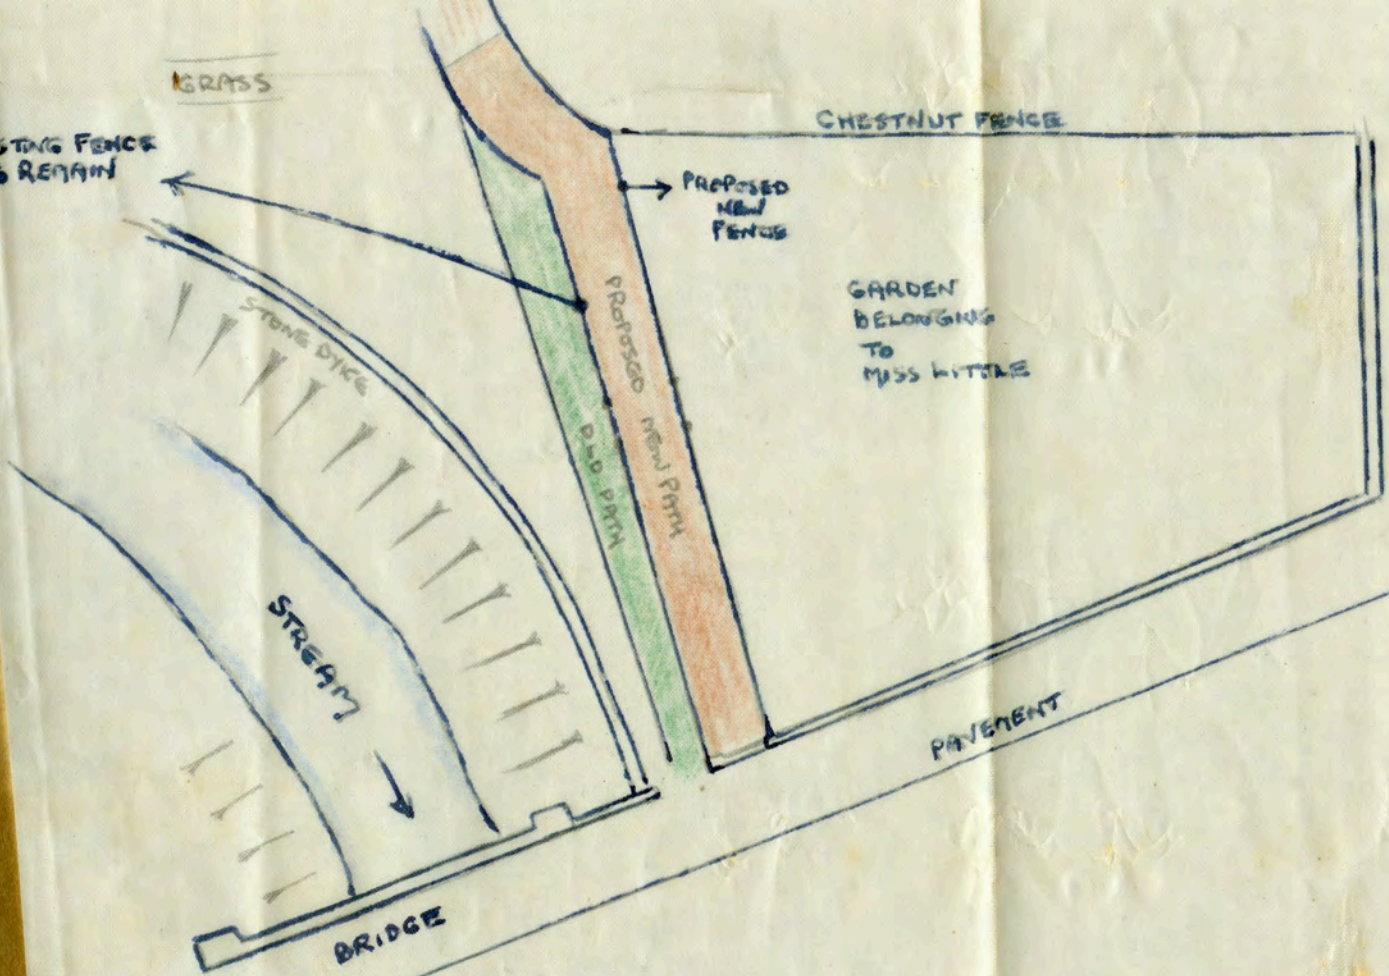 GRASS
CHESTNUT FENCE
STING FENCE
REMAIN
PROPOSED
NEW
FENCE
GARDEN
BELONGING
TO
MISS LITTLE
STONE DYKE
PROPOSED NEW PATH
OLD PATH
STREAM
PAVEMENT
BRIDGE